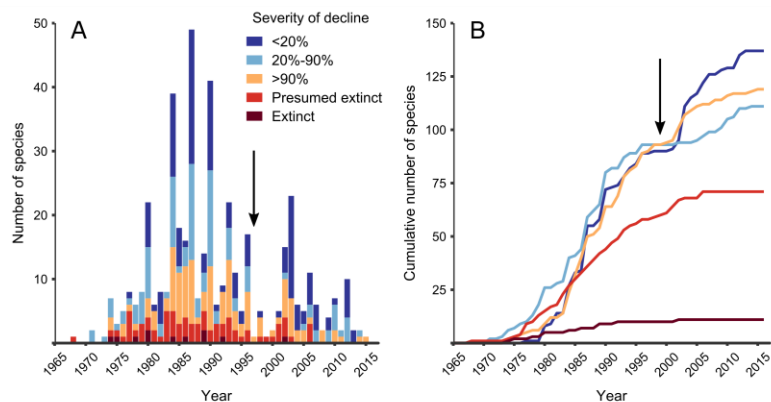 A
Severity of decline
<20%
20%-90%
>90%
Presumed extinct
Extinct
Number of species
50
40
30
20
10
1965 1970 1975 1980 1985 1990 1995 2000 2005 2010 2015
Year
B
Cumulative number of species
150
125
100
75
50
25
1965 1970 1975 1980 1985 1990 1995 2000 2005 2010 2015
Year